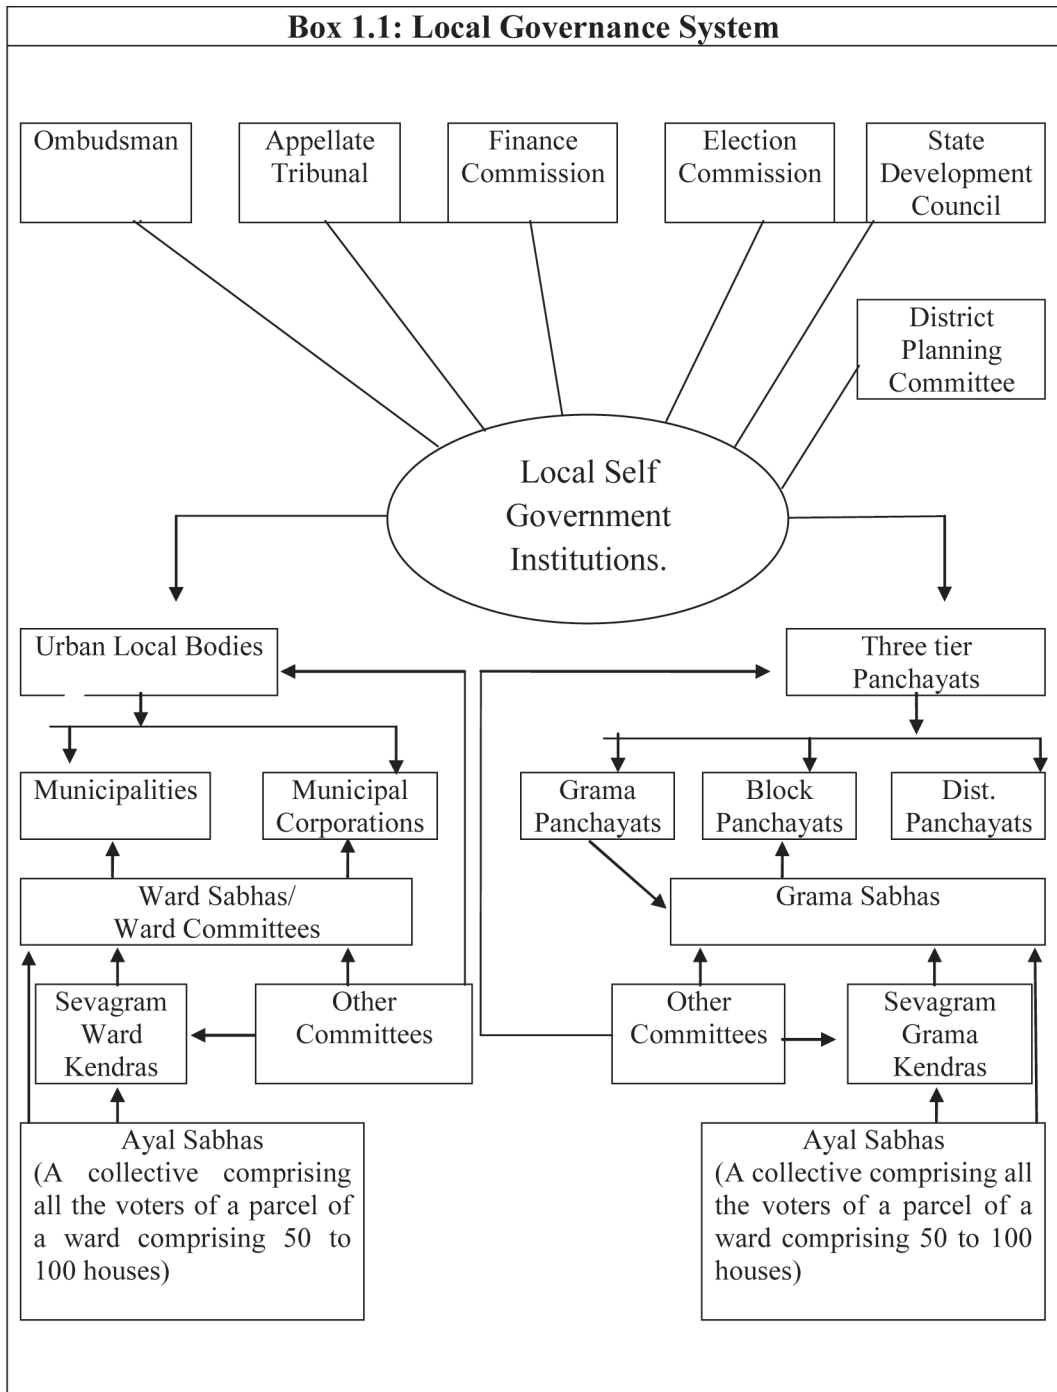 Box 1.1: Local Governance System
Ombudsman
Appellate
Tribunal
Finance
Commission
Election
Commission
State
Development
Council
District
Planning
Committee
Local Self
Government
Institutions.
Urban Local Bodies
Three tier
Panchayats
Municipalities
Municipal
Corporations
Grama
Panchayats
Block
Panchayats
Dist.
Panchayats
Ward Sabhas/
Ward Committees
Grama Sabhas
Sevagram
Ward
Kendras
Other
Committees
Other
Committees
Sevagram
Grama
Kendras
Ayal Sabhas
(A collective comprising
all the voters of a parcel of
a ward comprising 50 to
100 houses)
Ayal Sabhas
(A collective comprising all
the voters of a parcel of a
ward comprising 50 to 100
houses)